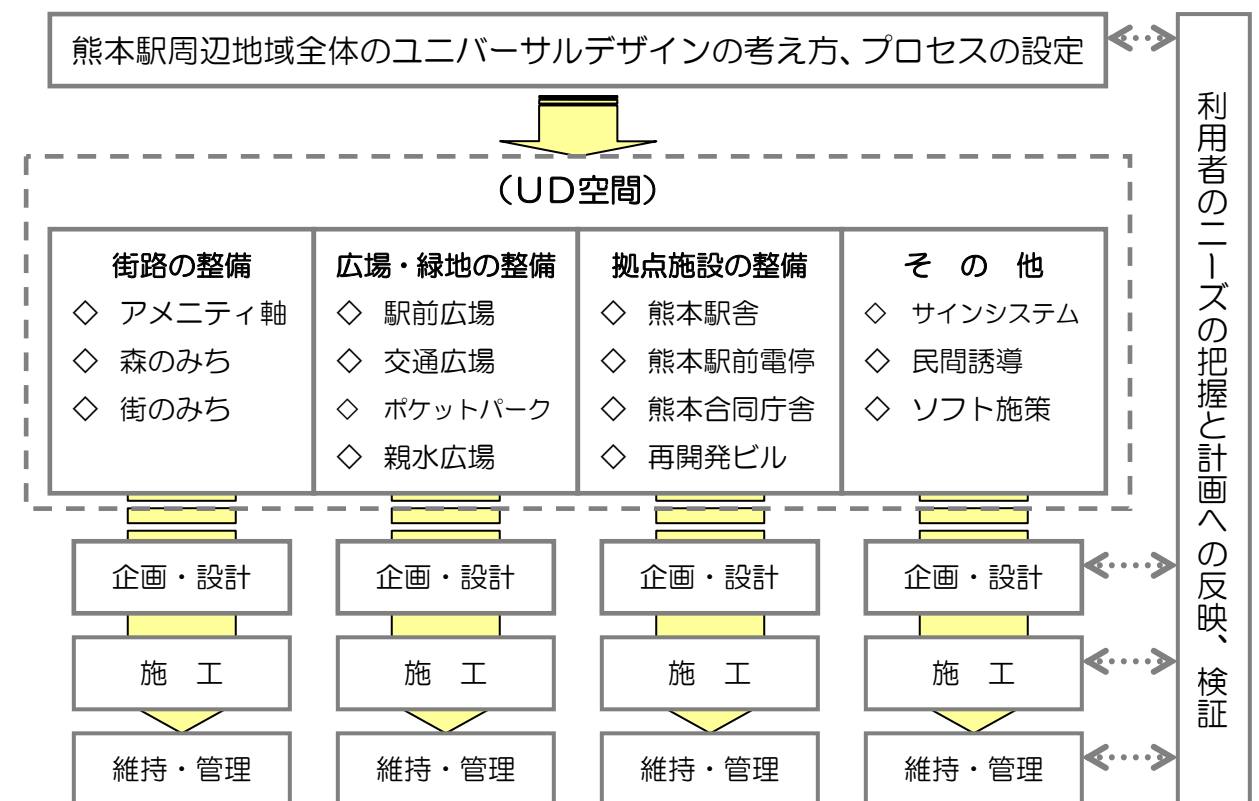 熊本駅周辺地域全体のユニバーサルデザインの考え方、プロセスの設定
（ＵＤ空間）
街路の整備
◇ アメニティ軸
◇ 森のみち
◇ 街のみち
広場・緑地の整備
◇ 駅前広場
◇ 交通広場
◇ ポケットパーク
◇ 親水広場
拠点施設の整備
◇ 熊本駅舎
◇ 熊本駅前電停
◇ 熊本合同庁舎
◇ 再開発ビル
そ の 他
◇ サインシステム
◇ 民間誘導
◇ ソフト施策
企画・設計
企画・設計
企画・設計
企画・設計
施 工
施 工
施 工
施 工
維持・管理
維持・管理
維持・管理
維持・管理
利用者のニーズの把握と計画への反映、検証